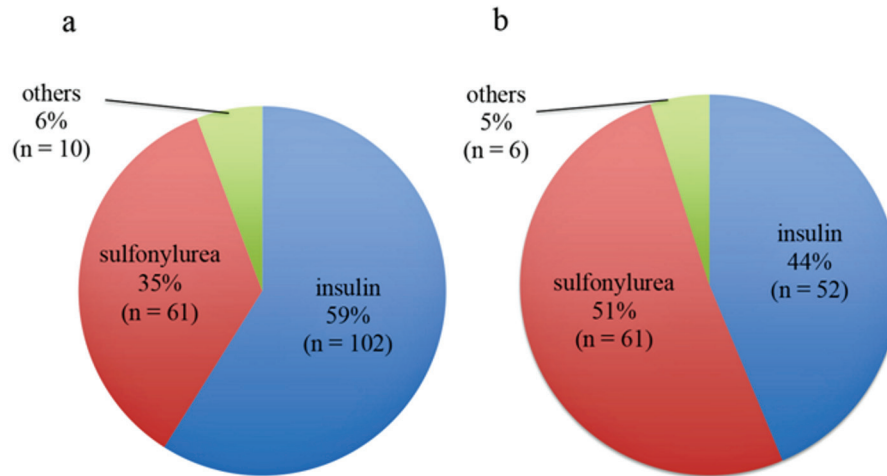 a
others
6%
(n = 10)
sulfonylurea
35%
(n = 61)
insulin
59%
(n = 102)
b
others
5%
(n = 6)
sulfonylurea
51%
(n = 61)
insulin
44%
(n = 52)